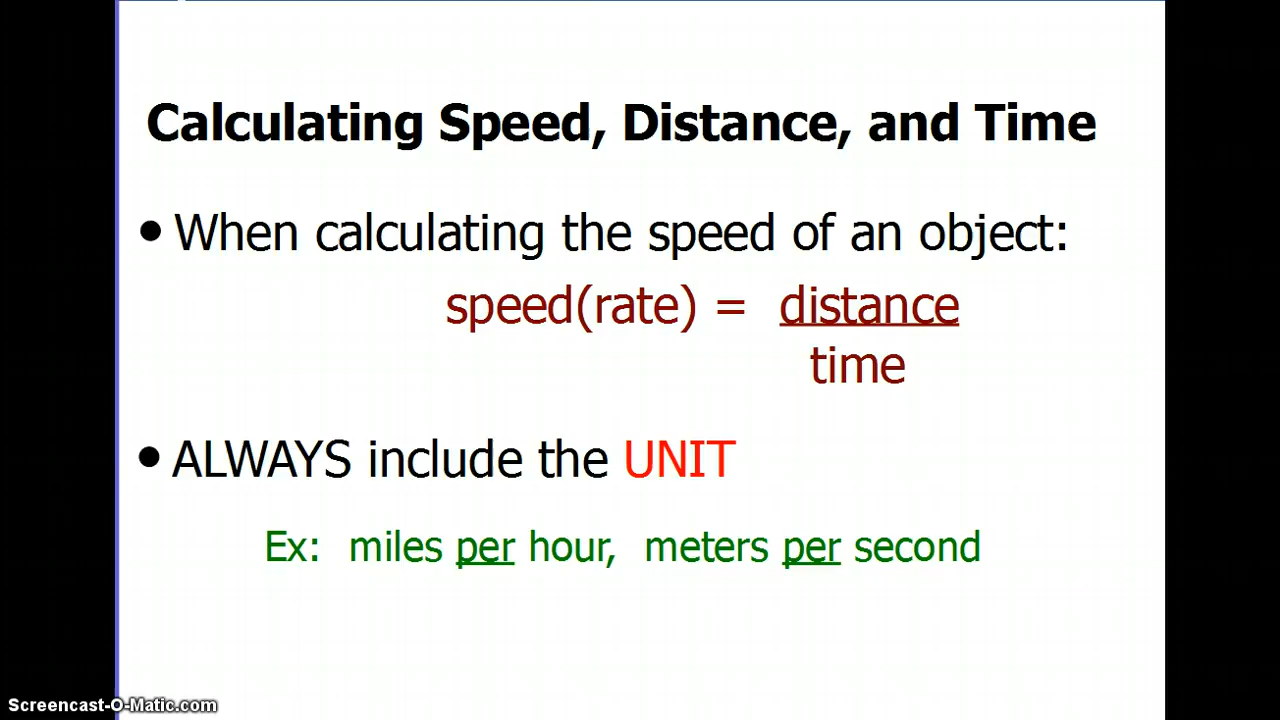 Calculating Speed, Distance, and Time
• When calculating the speed of an object:
speed(rate) = distance
time
• ALWAYS include the UNIT
Ex: miles per hour, meters per second
Screencast-O-Matic.com